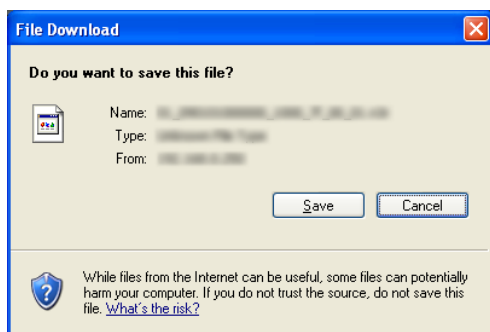 File Download
Do you want to save this file?
Name:
Type:
From:
Save
Cancel
While files from the Internet can be useful, some files can potentially
harm your computer. If you do not trust the source, do not save this
file. What's the risk?